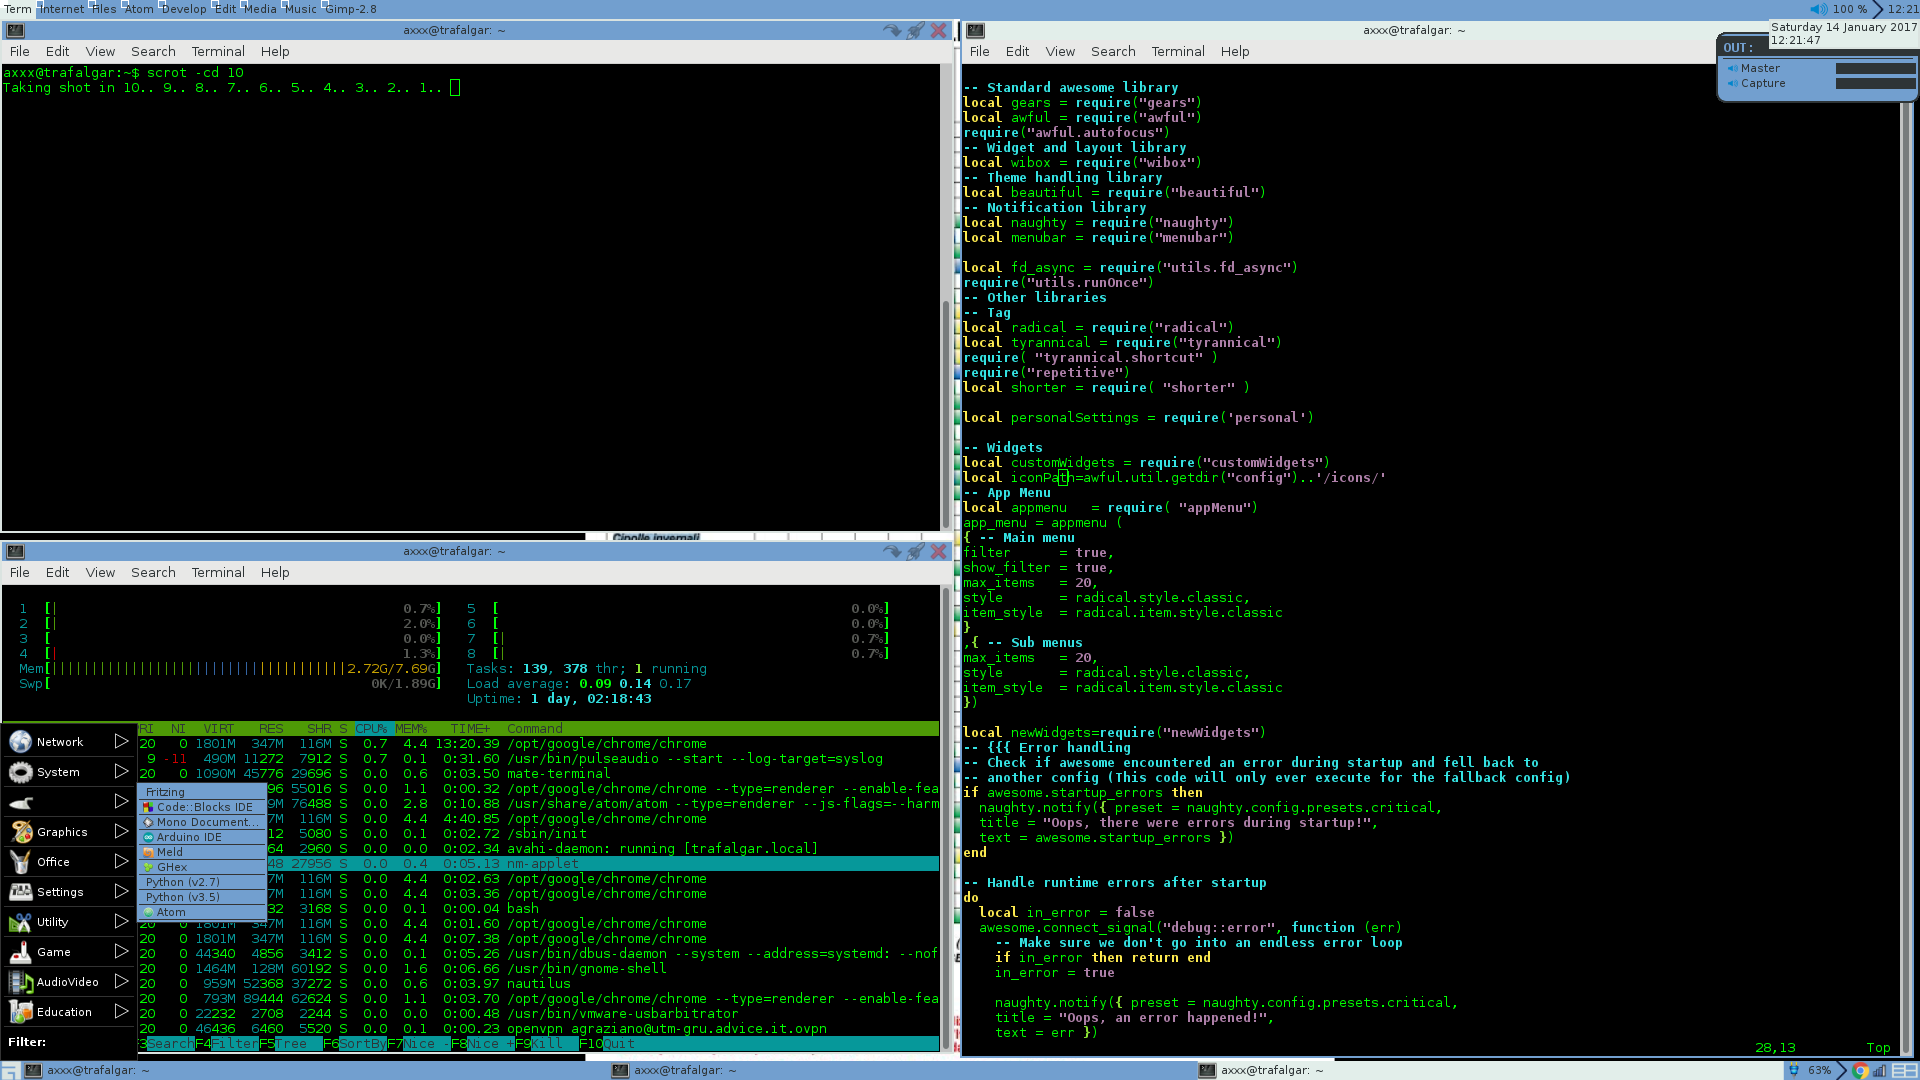 Term Internet Files Atom Develop Edit Media Music Gimp-2.8
100 % 12:21
axxx@trafalgar: ~
File Edit View Search Terminal Help
axxx@trafalgar:~$ scrot -cd 10
Taking shot in 10.. 9.. 8.. 7.. 6.. 5.. 4.. 3.. 2.. 1..
Cipolle invernali
axxx@trafalgar: ~
File Edit View Search Terminal Help
1 [| 0.7%] 5 [ 0.0%]
2 [| 2.0%] 6 [ 0.0%]
3 [ 0.0%] 7 [| 0.7%]
4 [| 1.3%] 8 [| 0.7%]
Mem[||||||||||||||||||||||||||||||||||||2.72G/7.69G] Tasks: 139, 378 thr; 1 running
Swp[ 0K/1.89G] Load average: 0.09 0.14 0.17
Uptime: 1 day, 02:18:43
RI NI VIRT RES SHR S CPU% MEM% TIME+ Command
20 0 1801M 347M 116M S 0.7 4.4 13:20.39 /opt/google/chrome/chrome
9 -11 490M 11272 7912 S 0.7 0.1 0:31.60 /usr/bin/pulseaudio --start --log-target=syslog
20 0 1090M 45776 29696 S 0.0 0.6 0:03.50 mate-terminal
96 55016 S 0.0 1.1 0:00.32 /opt/google/chrome/chrome --type=renderer --enable-fea
9M 76488 S 0.0 2.8 0:10.88 /usr/share/atom/atom --type=renderer --js-flags=--harm
7M 116M S 0.0 4.4 4:40.85 /opt/google/chrome/chrome
12 5080 S 0.0 0.1 0:02.72 /sbin/init
64 2960 S 0.0 0.0 0:02.34 avahi-daemon: running [trafalgar.local]
48 27956 S 0.0 0.4 0:05.13 nm-applet
7M 116M S 0.0 4.4 0:02.63 /opt/google/chrome/chrome
7M 116M S 0.0 4.4 0:03.36 /opt/google/chrome/chrome
32 3168 S 0.0 0.1 0:00.04 bash
20 0 1801M 347M 116M S 0.0 4.4 0:01.60 /opt/google/chrome/chrome
20 0 1801M 347M 116M S 0.0 4.4 0:07.38 /opt/google/chrome/chrome
20 0 44340 4856 3412 S 0.0 0.1 0:05.26 /usr/bin/dbus-daemon --system --address=systemd: --nof
20 0 1464M 128M 60192 S 0.0 1.6 0:06.66 /usr/bin/gnome-shell
20 0 959M 52368 37272 S 0.0 0.6 0:03.97 nautilus
20 0 793M 89444 62624 S 0.0 1.1 0:03.70 /opt/google/chrome/chrome --type=renderer --enable-fea
20 0 22232 2708 2244 S 0.0 0.0 0:00.48 /usr/bin/vmware-usbarbitrator
20 0 46436 6460 5520 S 0.0 0.1 0:00.23 openvpn agraziano@utm-gru.advice.it.ovpn
3Search F4Filter F5Tree F6SortBy F7Nice - F8Nice + F9Kill F10Quit
Network
System
Graphics
Office
Settings
Utility
Game
AudioVideo
Education
Filter:
Fritzing
Code::Blocks IDE
Mono Document...
Arduino IDE
Meld
GHex
Python (v2.7)
Python (v3.5)
Atom
axxx@trafalgar: ~
File Edit View Search Terminal Help
Saturday 14 January 2017
12:21:47
OUT:
Master
Capture
-- Standard awesome library
local gears = require("gears")
local awful = require("awful")
require("awful.autofocus")
-- Widget and layout library
local wibox = require("wibox")
-- Theme handling library
local beautiful = require("beautiful")
-- Notification library
local naughty = require("naughty")
local menubar = require("menubar")
local fd_async = require("utils.fd_async")
require("utils.runOnce")
-- Other libraries
-- Tag
local radical = require("radical")
local tyrannical = require("tyrannical")
require( "tyrannical.shortcut" )
require("repetitive")
local shorter = require( "shorter" )
local personalSettings = require('personal')
-- Widgets
local customWidgets = require("customWidgets")
local iconPath=awful.util.getdir("config")..'/icons/'
-- App Menu
local appmenu = require( "appMenu")
app_menu = appmenu (
{ -- Main menu
filter = true,
show_filter = true,
max_items = 20,
style = radical.style.classic,
item_style = radical.item.style.classic
}
,{ -- Sub menus
max_items = 20,
style = radical.style.classic,
item_style = radical.item.style.classic
})
local newWidgets=require("newWidgets")
-- {{{ Error handling
-- Check if awesome encountered an error during startup and fell back to
-- another config (This code will only ever execute for the fallback config)
if awesome.startup_errors then
naughty.notify({ preset = naughty.config.presets.critical,
title = "Oops, there were errors during startup!",
text = awesome.startup_errors })
end
-- Handle runtime errors after startup
do
local in_error = false
awesome.connect_signal("debug::error", function (err)
-- Make sure we don't go into an endless error loop
if in_error then return end
in_error = true
naughty.notify({ preset = naughty.config.presets.critical,
title = "Oops, an error happened!",
text = err })
28,13 Top
axxx@trafalgar: ~ axxx@trafalgar: ~ axxx@trafalgar: ~ 63%